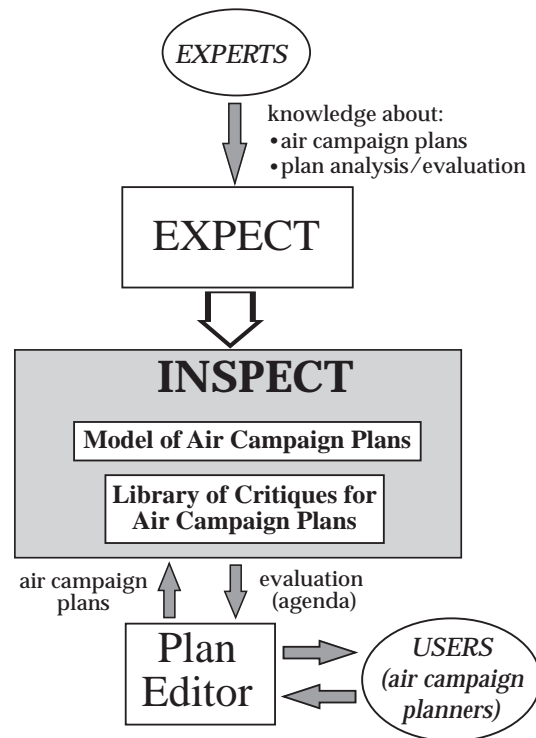 EXPERTS
knowledge about:
•air campaign plans
•plan analysis/evaluation
EXPECT
INSPECT
Model of Air Campaign Plans
Library of Critiques for
Air Campaign Plans
air campaign
plans
evaluation
(agenda)
Plan
Editor
USERS
(air campaign
planners)